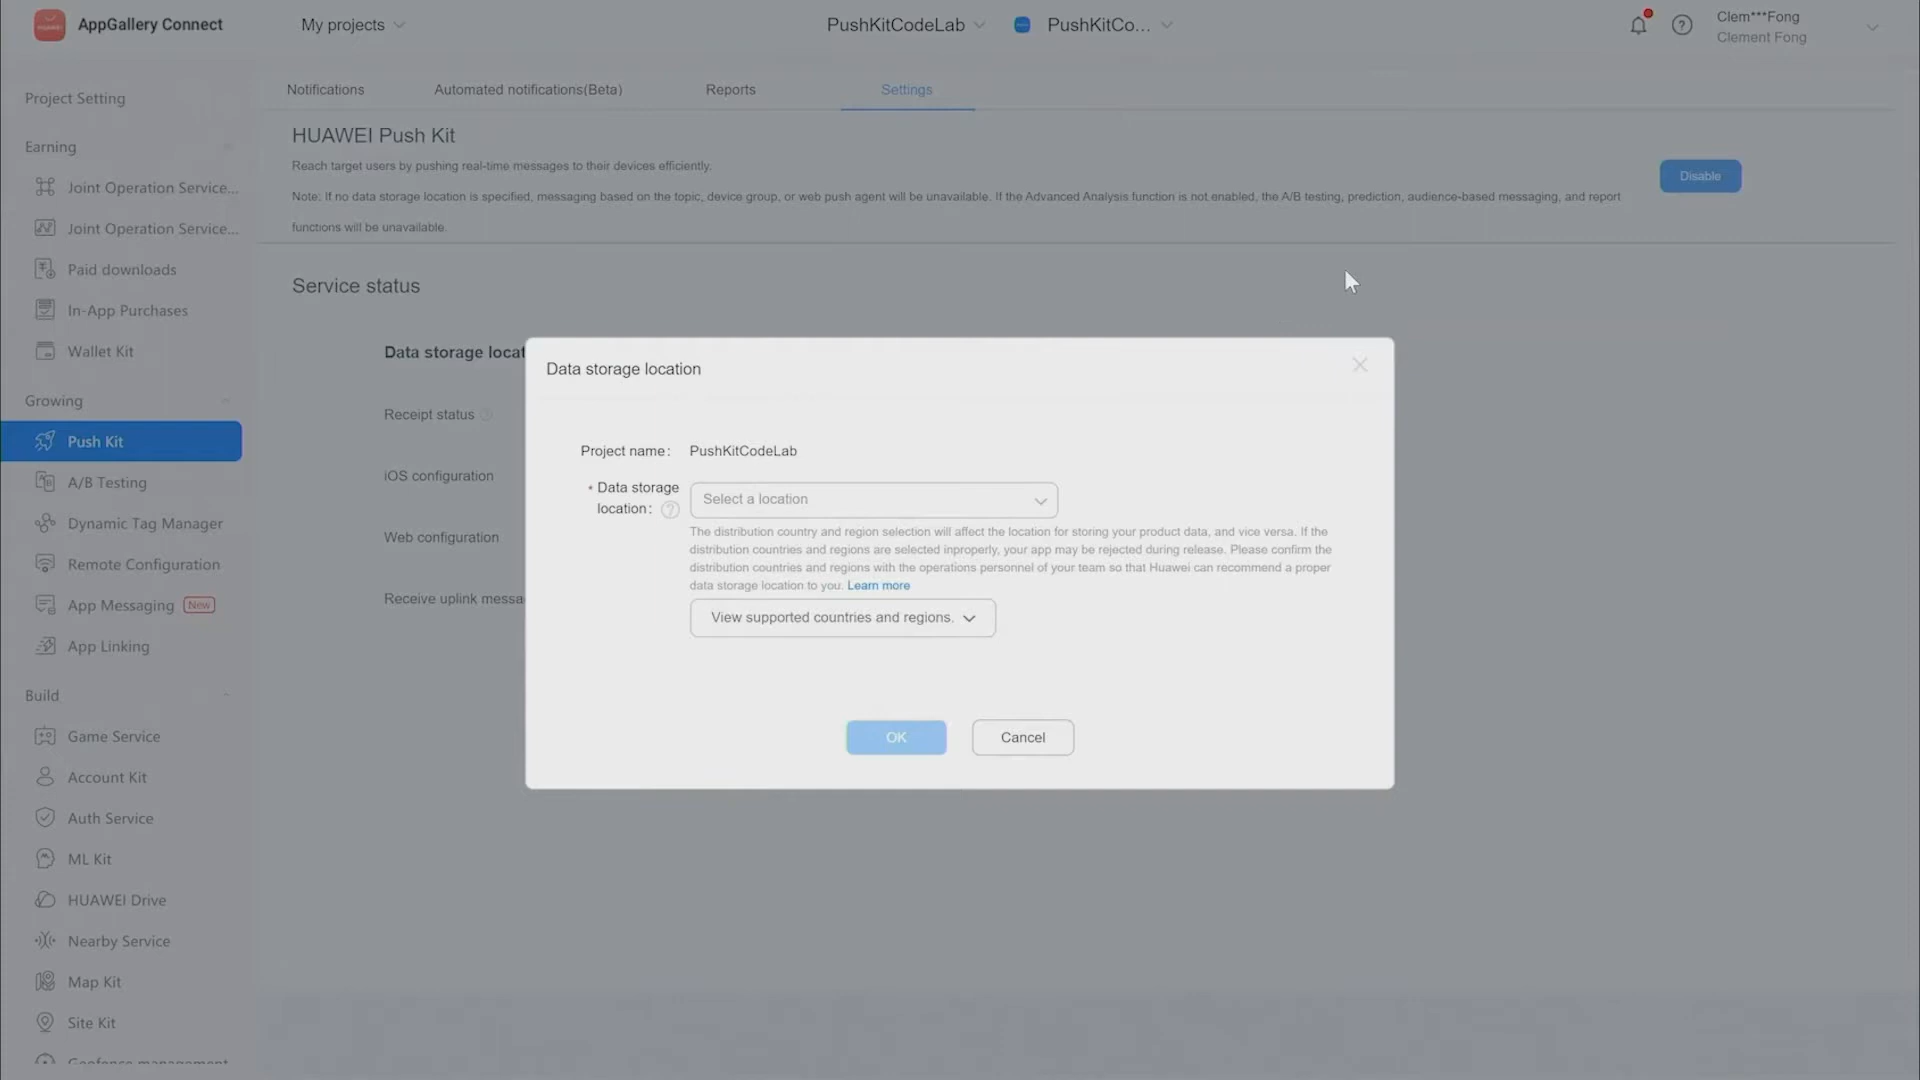 AppGallery Connect
My projects
PushKitCodeLab
PushKitCo...
Clem***Fong
Clement Fong
Project Setting
Earning
Joint Operation Service...
Joint Operation Service...
Paid downloads
In-App Purchases
Wallet Kit
Growing
Push Kit
A/B Testing
Dynamic Tag Manager
Remote Configuration
App Messaging New
App Linking
Build
Game Service
Account Kit
Auth Service
ML Kit
HUAWEI Drive
Nearby Service
Map Kit
Site Kit
Geofence management
Notifications
Automated notifications(Beta)
Reports
Settings
HUAWEI Push Kit
Reach target users by pushing real-time messages to their devices efficiently.
Note: If no data storage location is specified, messaging based on the topic, device group, or web push agent will be unavailable. If the Advanced Analysis function is not enabled, the A/B testing, prediction, audience-based messaging, and report
functions will be unavailable.
Disable
Service status
Data storage locat
Receipt status
iOS configuration
Web configuration
Receive uplink messa
Data storage location
Project name: PushKitCodeLab
* Data storage
location: ?
Select a location
The distribution country and region selection will affect the location for storing your product data, and vice versa. If the
distribution countries and regions are selected inproperly, your app may be rejected during release. Please confirm the
distribution countries and regions with the operations personnel of your team so that Huawei can recommend a proper
data storage location to you. Learn more
View supported countries and regions.
OK
Cancel